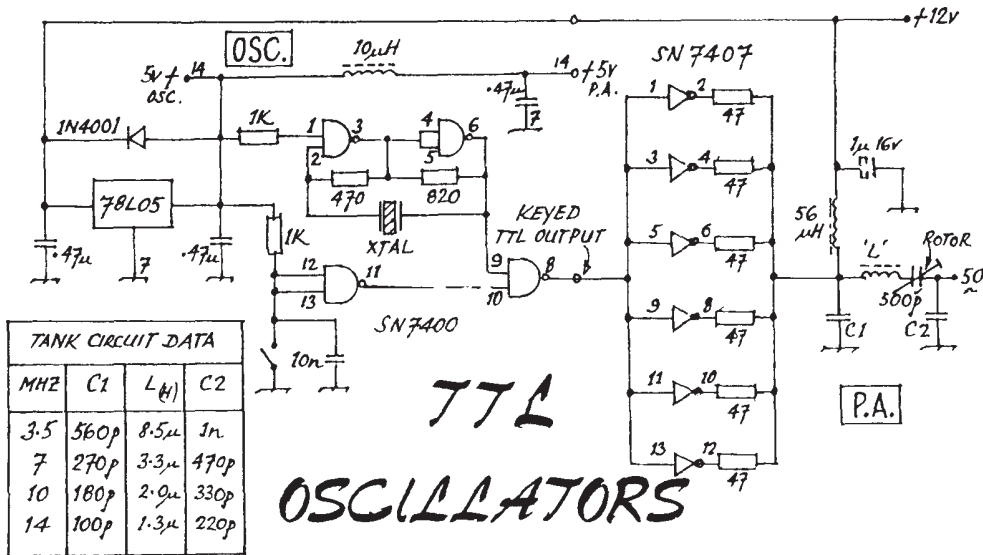 +12v
OSC.
10µH
SN7407
5v+
OSC.
14
14
+5v
P.A.
.47µ
7
1N4001
1K
1
2
3
4
5
6
470
820
XTAL
78L05
.47µ
7
.47µ
1K
12
13
11
10n
SN7400
KEYED
TTL OUTPUT
9
10
8
1
2
47
3
4
47
5
6
47
9
8
47
11
10
47
13
12
47
1µ 16v
56
µH
'L'
ROTOR
500p
50
~
C1
C2
P.A.
TTL
OSCILLATORS
TANK CIRCUIT DATA
MHZ C1 L(H) C2
3.5 560p 8.5µ 1n
7 270p 3.3µ 470p
10 180p 2.0µ 330p
14 100p 1.3µ 220p